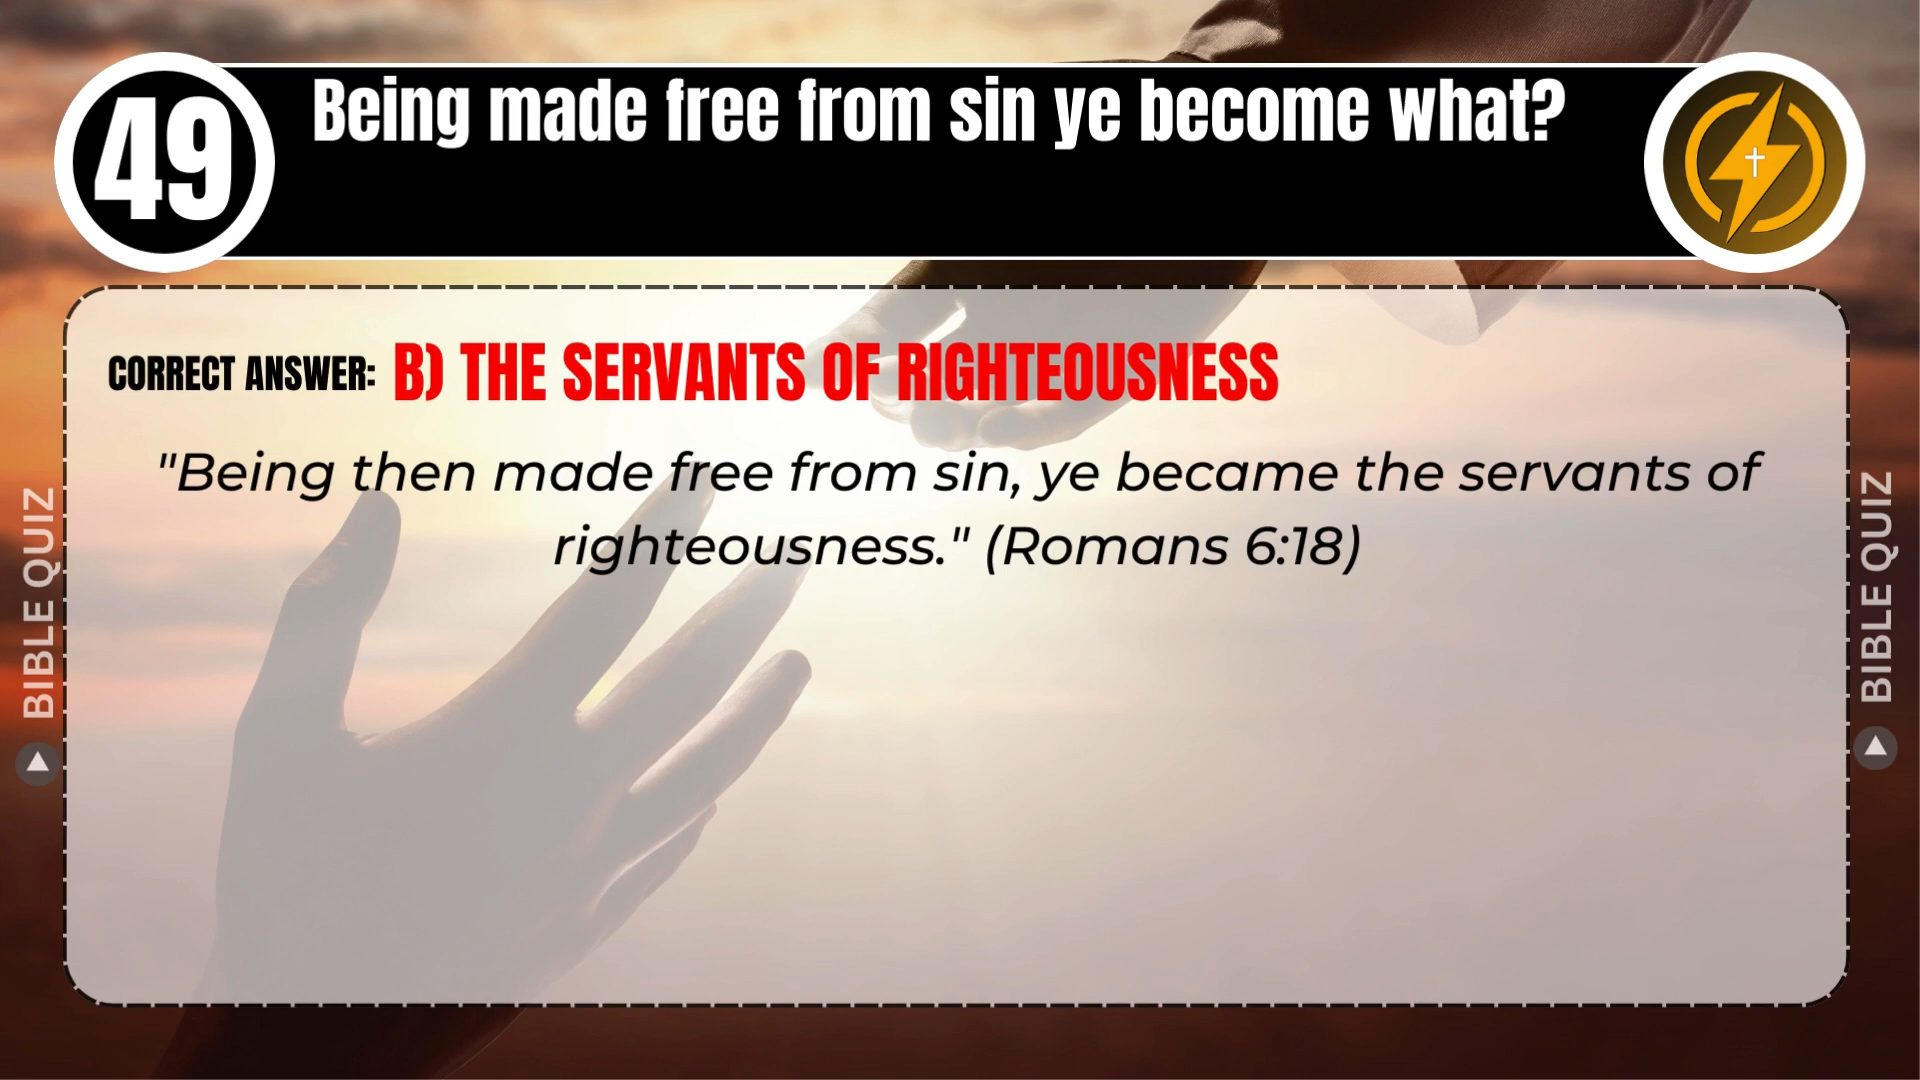 49
Being made free from sin ye become what?
CORRECT ANSWER: B) THE SERVANTS OF RIGHTEOUSNESS
"Being then made free from sin, ye became the servants of
righteousness." (Romans 6:18)
BIBLE QUIZ
BIBLE QUIZ